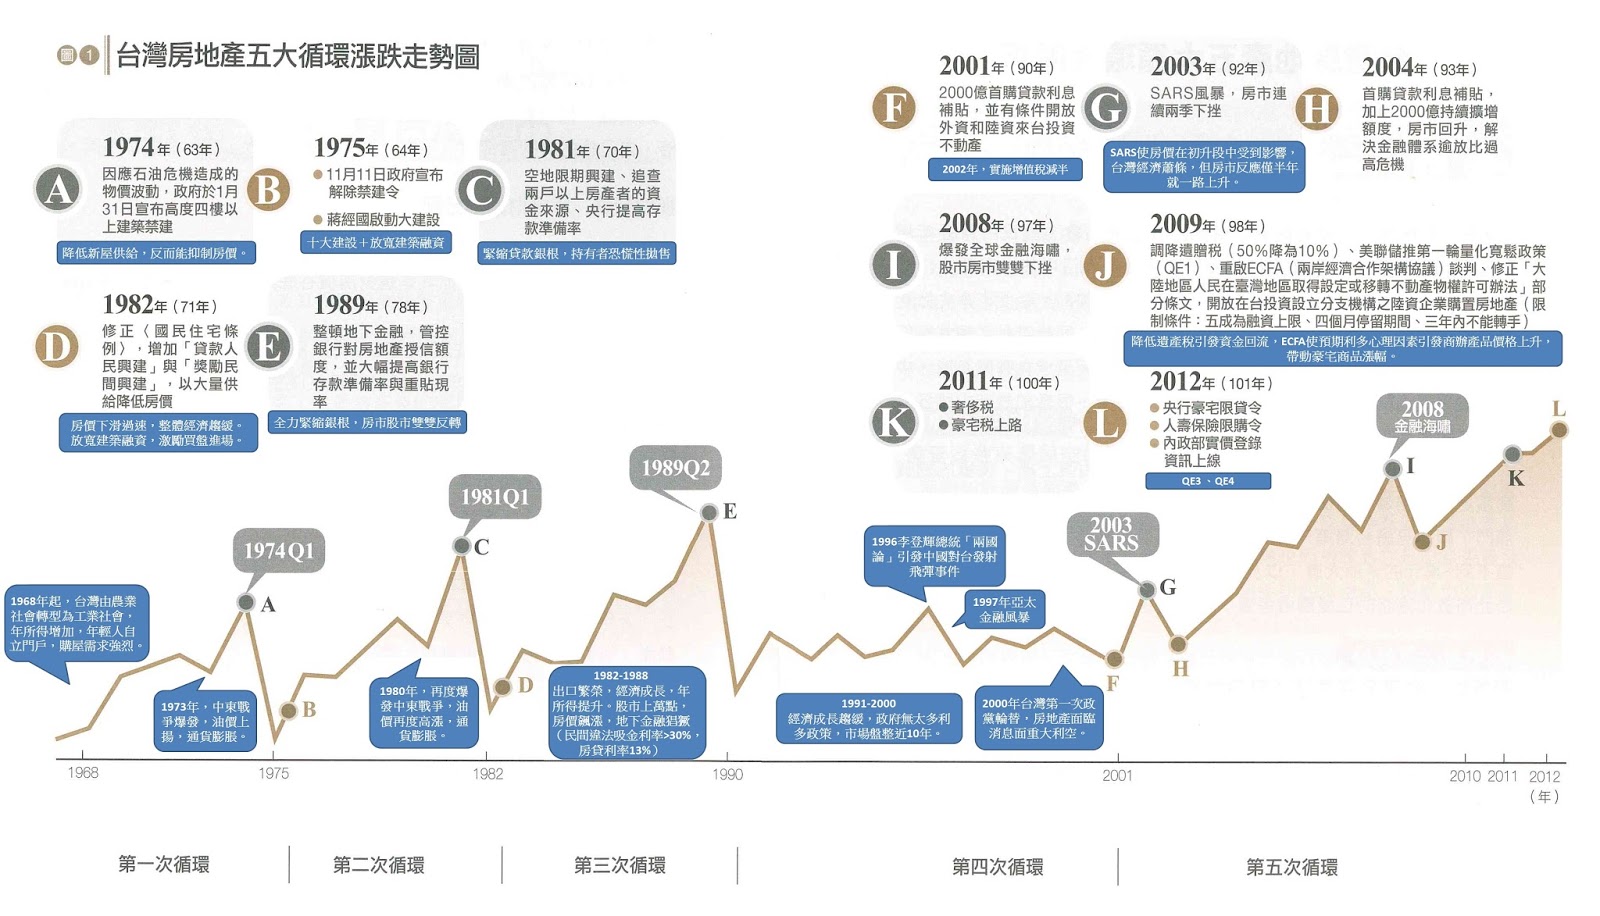 圖1 台灣房地產五大循環漲跌走勢圖
A
1974年（63年）
因應石油危機造成的
物價波動，政府於1月
31日宣布高度四樓以
上建築禁建
降低新屋供給，反而能抑制房價。
B
1975年（64年）
11月11日政府宣布
解除禁建令
蔣經國啟動大建設
十大建設＋放寬建築融資
C
1981年（70年）
空地限期興建、追查
兩戶以上房產者的資
金來源、央行提高存
款準備率
緊縮貸款銀根，持有者恐慌性拋售
D
1982年（71年）
修正〈國民住宅條
例〉，增加「貸款人
民興建」與「獎勵民
間興建」，以大量供
給降低房價
房價下滑過速，整體經濟趨緩。
放寬建築融資，激勵買盤進場。
E
1989年（78年）
整頓地下金融，管控
銀行對房地產授信額
度，並大幅提高銀行
存款準備率與重貼現
率
全力緊縮銀根，房市股市雙雙反轉
F
2001年（90年）
2000億首購貸款利息
補貼，並有條件開放
外資和陸資來台投資
不動產
2002年，實施增值稅減半
G
2003年（92年）
SARS風暴，房市連
續兩季下挫
SARS使房價在初升段中受到影響，
台灣經濟蕭條，但房市反應僅半年
就一路上升。
H
2004年（93年）
首購貸款利息補貼，
加上2000億持續擴增
額度，房市回升，解
決金融體系逾放比過
高危機
I
2008年（97年）
爆發全球金融海嘯，
股市房市雙雙下挫
J
2009年（98年）
調降遺贈稅（50%降為10%）、美聯儲推第一輪量化寬鬆政策
（QE1）、重啟ECFA（兩岸經濟合作架構協議）談判、修正「大
陸地區人民在臺灣地區取得設定或移轉不動產物權許可辦法」部
分條文，開放在台投資設立分支機構之陸資企業購置房地產（限
制條件：五成為融資上限、四個月停留期間、三年內不能轉手）
降低遺產稅引發資金回流，ECFA使預期利多心理因素引發商辦產品價格上升，
帶動豪宅商品漲幅。
K
2011年（100年）
奢侈稅
豪宅稅上路
L
2012年（101年）
央行豪宅限貸令
人壽保險限購令
內政部實價登錄
資訊上線
QE3、QE4
1968年起，台灣由農業
社會轉型為工業社會，
年所得增加，年輕人自
立門戶，購屋需求強烈。
1974Q1
A
1973年，中東戰
爭爆發，油價上
揚，通貨膨脹。
B
1981Q1
C
1980年，再度爆
發中東戰爭，油
價再度高漲，通
貨膨脹。
D
1989Q2
E
1982-1988
出口繁榮，經濟成長，年
所得提升。股市上萬點，
房價飆漲，地下金融猖獗
（民間違法吸金利率>30%，
房貸利率13%）
1991-2000
經濟成長趨緩，政府無太多利
多政策，市場盤整近10年。
1996李登輝總統「兩國
論」引發中國對台發射
飛彈事件
1997年亞太
金融風暴
2000年台灣第一次政
黨輪替，房地產面臨
消息面重大利空。
F
2003
SARS
G
H
2008
金融海嘯
I
J
K
L
1968 1975 1982 1990 2001 2010 2011 2012
（年）
第一次循環 第二次循環 第三次循環 第四次循環 第五次循環